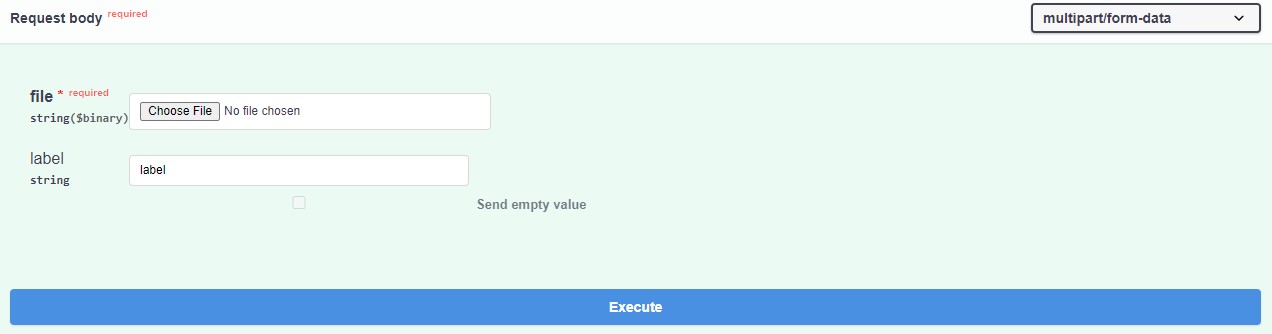 Request body required
multipart/form-data
file * required
string($binary)
Choose File No file chosen
label
string
label
Send empty value
Execute